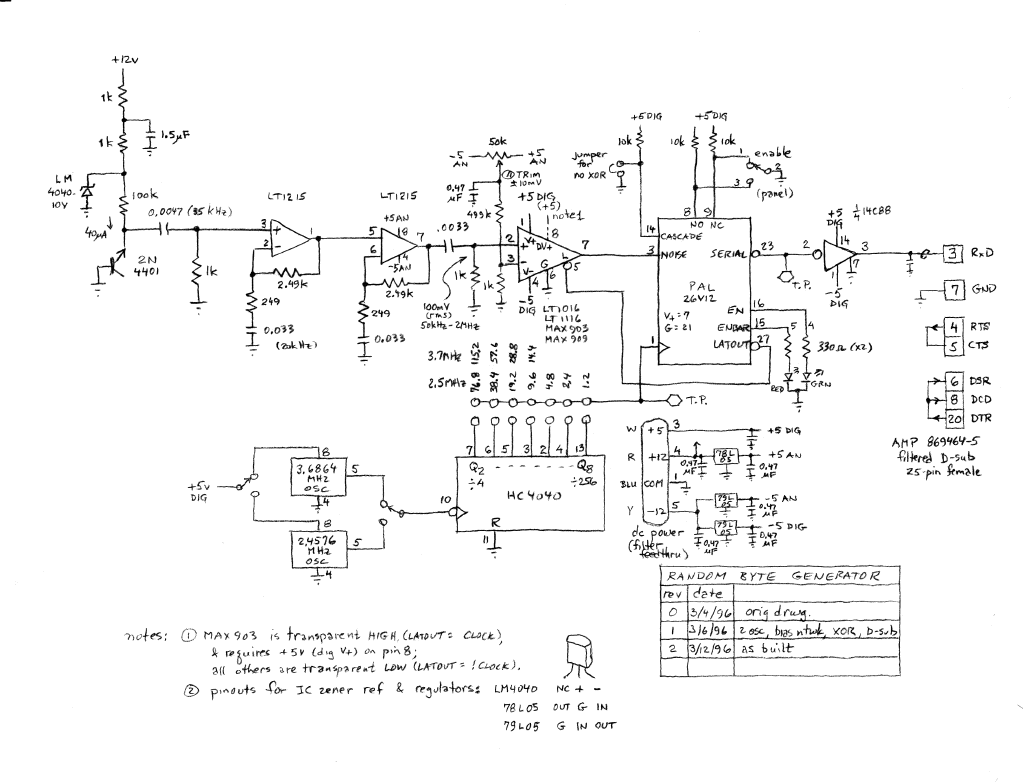 +12V
1k
1.5µF
1k
LM
4040-
10V
100k
40µA
0.0047 (35 kHz)
2N
4401
1k
LT1215
3
2
1
2.49k
249
0.033
(20kHz)
LT1215
+5AN
5
8
6
7
4
-5AN
2.49k
249
0.033
.0033
1k
100mV
(rms)
50kHz-2MHz
50k
-5
AN
+5
AN
② TRIM
±10mV
0.47
µF
499k
1k
+5 DIG
(+5)
note 1
1
8
2
3
V+
DV+
V-
G
L
7
4
6
5
-5
DIG
LT1016
LT1116
MAX903
MAX909
jumper
for
no XOR
+5DIG
10k
+5DIG
10k
10k
1
enable
2
3
9
(panel)
8
9
NO
NC
14
CASCADE
3
NOISE
SERIAL
23
PAL
26V12
V+ = 7
G = 21
EN
16
ENBAR
15
LATOUT
27
1
5
4
330Ω (x2)
3
RED
GRN
T.P.
+5
DIG
¼ 14C88
2
14
3
1
7
-5
DIG
3 RxD
7 GND
4 RTS
5 CTS
6 DSR
8 DCD
20 DTR
AMP 869464-5
filtered D-sub
25-pin female
3.7MHz 115.2 57.6 28.8 14.4
2.5MHz 76.8 38.4 19.2 9.6 4.8 2.4 1.2
T.P.
7 6 5 3 2 4 13
Q2 Q8
÷4 ÷256
HC4040
10
R
11
+5V
DIG
8
3.6864
MHz
OSC
5
4
8
2.4576
MHz
OSC
5
4
W +5 3 +5 DIG
R +12 4 78L05 +5 AN
0.47
µF
0.47
µF
BLU COM 1
Y -12 5 79L05 -5 AN
0.47
µF
79L05 -5 DIG
0.47
µF
0.47
µF
dc power
(filter
feedthru)
RANDOM BYTE GENERATOR
rev date
0 3/4/96 orig drwg.
1 3/6/96 2 osc, bias ntwk, XOR, D-sub
2 3/12/96 as built
notes: ① MAX903 is transparent HIGH, (LATOUT = CLOCK),
& requires +5V (dig V+) on pin 8;
all others are transparent LOW (LATOUT = !CLOCK).
② pinouts for IC zener ref & regulators: LM4040 NC + -
78L05 OUT G IN
79L05 G IN OUT